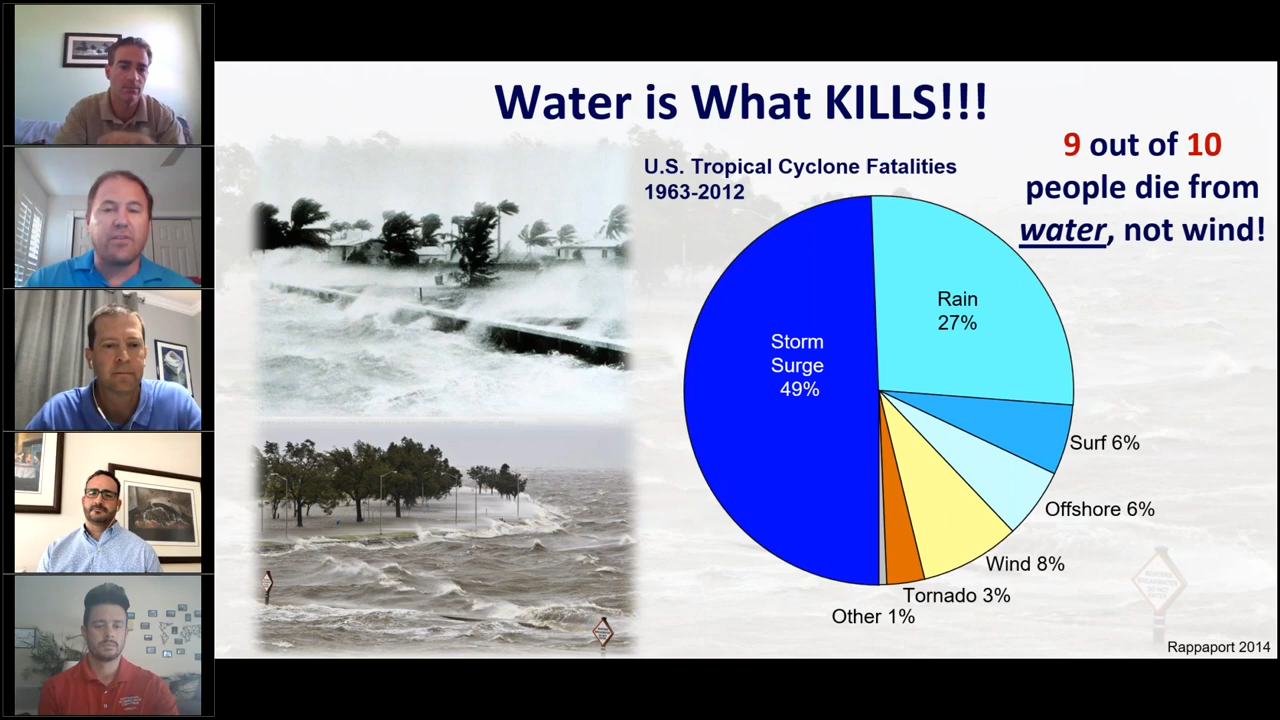 Water is What KILLS!!!
9 out of 10
people die from
water, not wind!
U.S. Tropical Cyclone Fatalities
1963-2012
Rain
27%
Storm
Surge
49%
Surf 6%
Offshore 6%
Wind 8%
Tornado 3%
Other 1%
Rappaport 2014